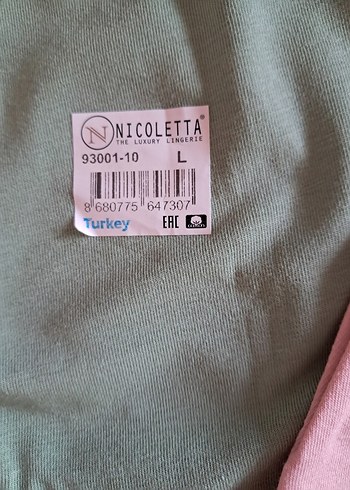 N NICOLETTA®
THE LUXURY LINGERIE
93001-10 L
8 680775 647307
Turkey EAC